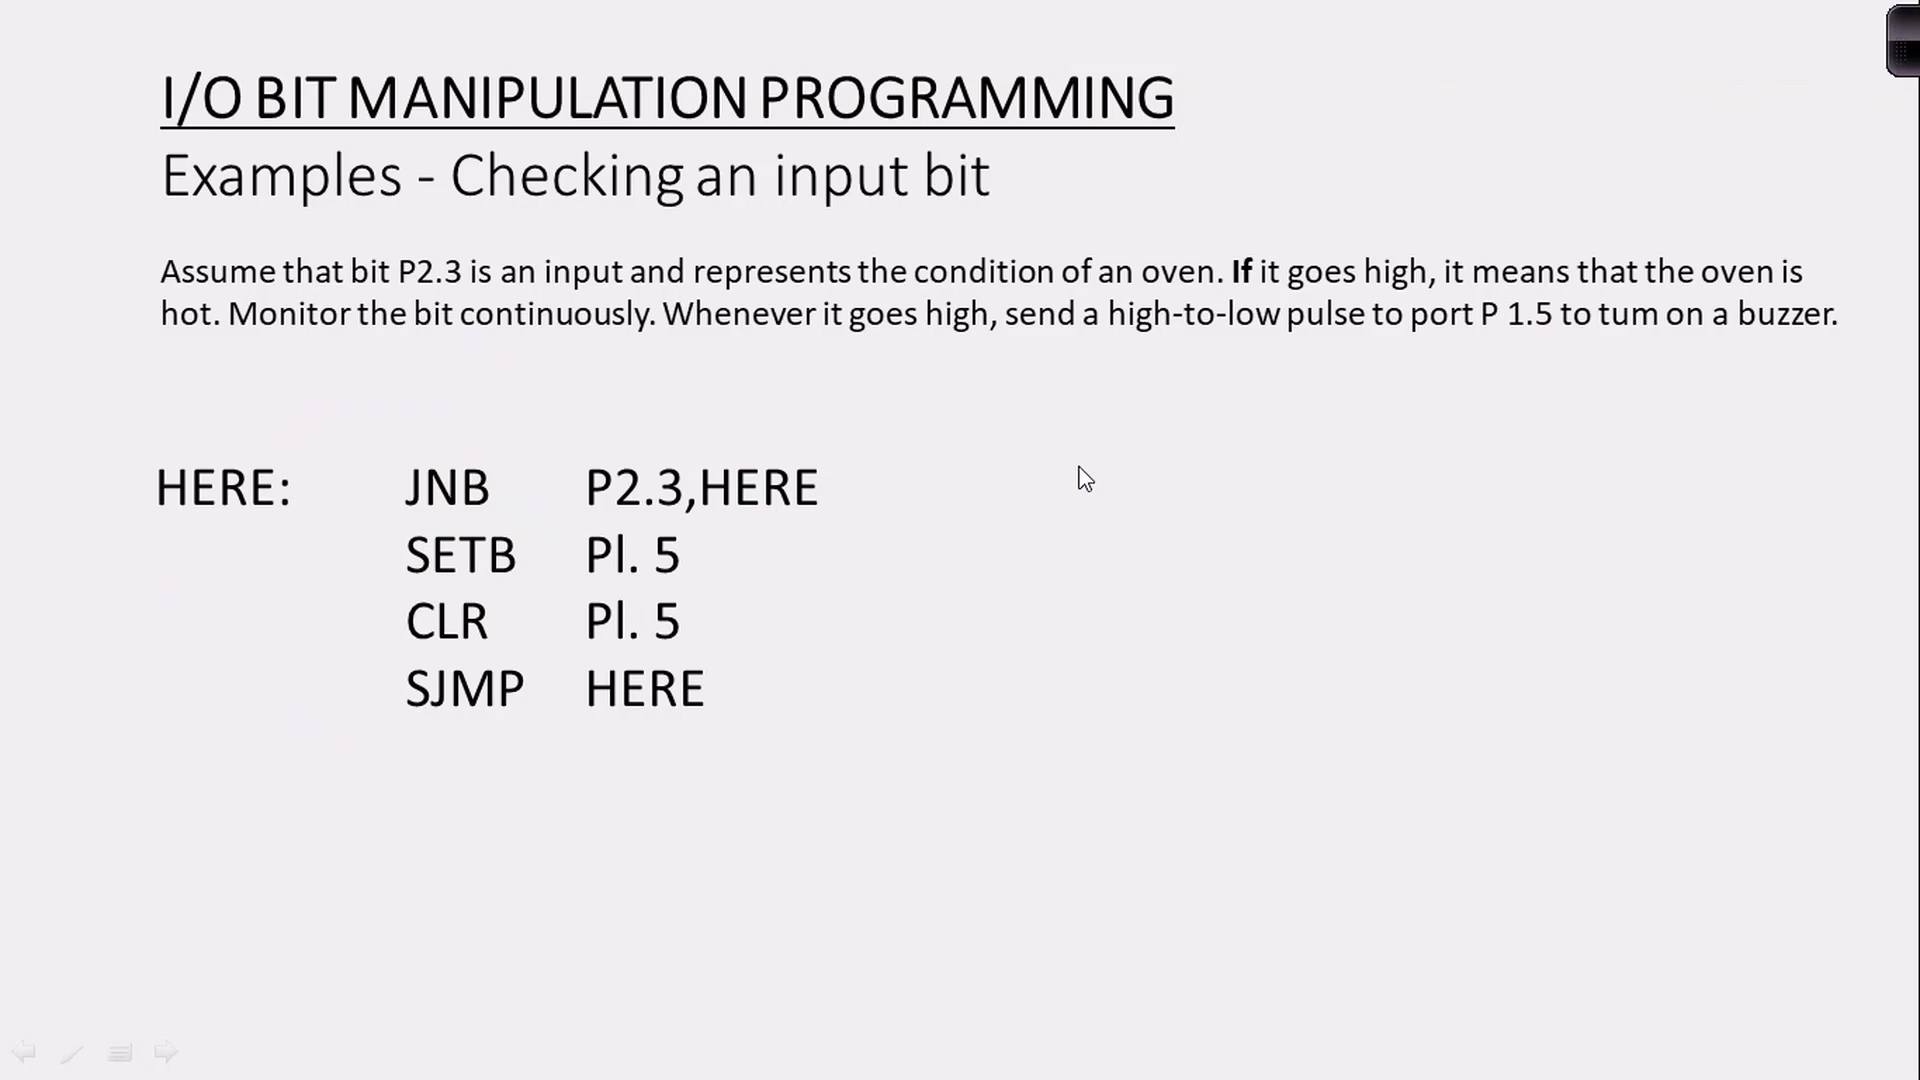 I/O BIT MANIPULATION PROGRAMMING
Examples - Checking an input bit
Assume that bit P2.3 is an input and represents the condition of an oven. If it goes high, it means that the oven is
hot. Monitor the bit continuously. Whenever it goes high, send a high-to-low pulse to port P 1.5 to tum on a buzzer.
HERE: JNB P2.3,HERE
SETB Pl. 5
CLR Pl. 5
SJMP HERE